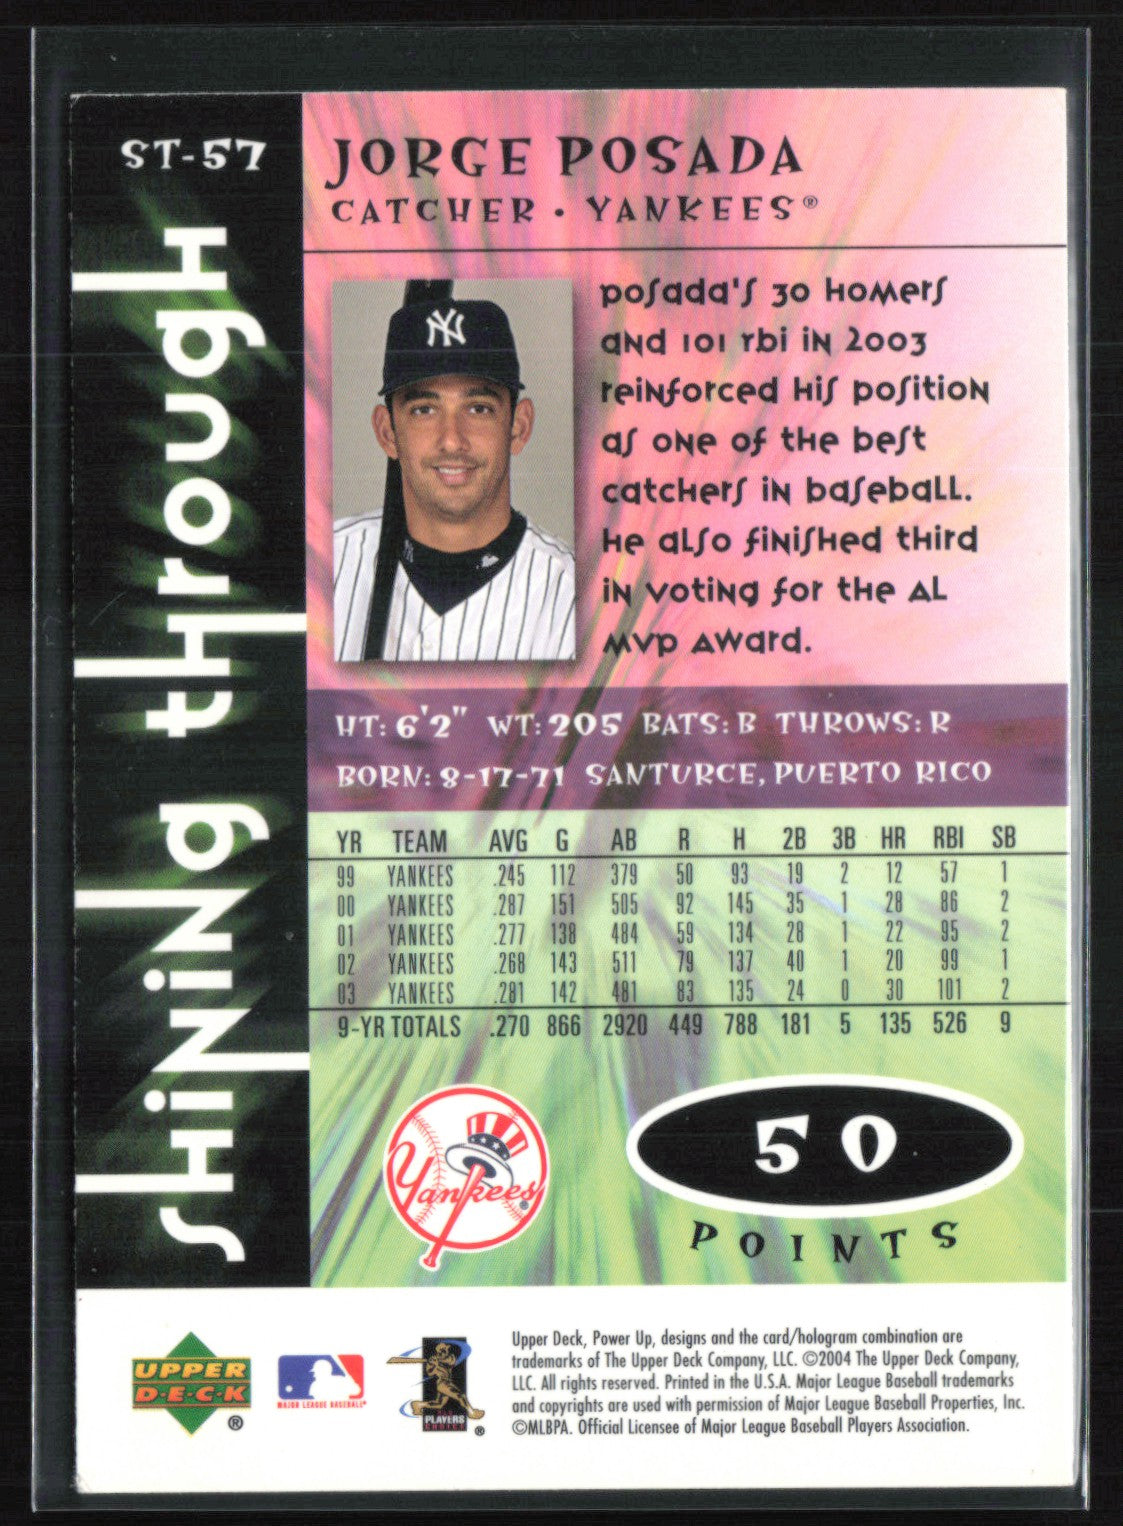 ST-57
shining through
JORGE POSADA
CATCHER • YANKEES®
posada's 30 homers
and 101 rbi in 2003
reinforced his position
as one of the best
catchers in baseball.
He also finished third
in voting for the AL
MVP AWard.
HT: 6'2" WT: 205 BATS: B THROWS: R
BORN: 8-17-71 SANTURCE, PUERTO RICO
YR TEAM AVG G AB R H 2B 3B HR RBI SB
99 YANKEES .245 112 379 50 93 19 2 12 57 1
00 YANKEES .287 151 505 92 145 35 1 28 86 2
01 YANKEES .277 138 484 59 134 28 1 22 95 2
02 YANKEES .268 143 511 79 137 40 1 20 99 1
03 YANKEES .281 142 481 83 135 24 0 30 101 2
9-YR TOTALS .270 866 2920 449 788 181 5 135 526 9
Yankees®
50
POINTS
UPPER
D•E•C•K
®
MAJOR LEAGUE BASEBALL®
PLAYERS
CHOICE
®
Upper Deck, Power Up, designs and the card/hologram combination are
trademarks of The Upper Deck Company, LLC. ©2004 The Upper Deck Company,
LLC. All rights reserved. Printed in the U.S.A. Major League Baseball trademarks
and copyrights are used with permission of Major League Baseball Properties, Inc.
©MLBPA. Official Licensee of Major League Baseball Players Association.